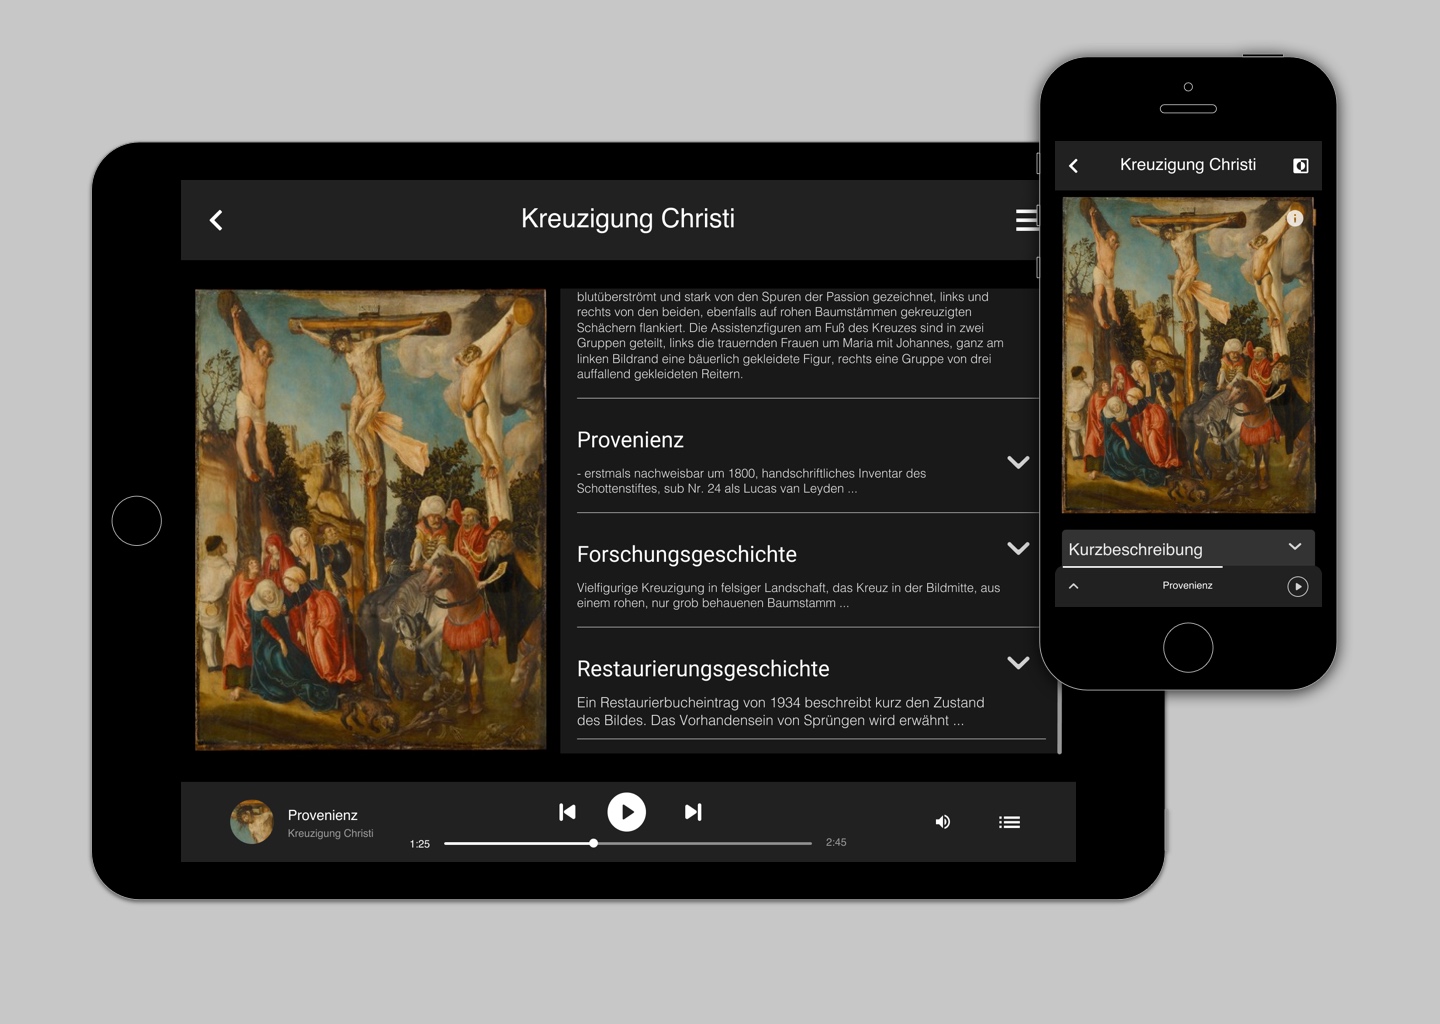 Kreuzigung Christi
blutüberströmt und stark von den Spuren der Passion gezeichnet, links und
rechts von den beiden, ebenfalls auf rohen Baumstämmen gekreuzigten
Schächern flankiert. Die Assistenzfiguren am Fuß des Kreuzes sind in zwei
Gruppen geteilt, links die trauernden Frauen um Maria mit Johannes, ganz am
linken Bildrand eine bäuerlich gekleidete Figur, rechts eine Gruppe von drei
auffallend gekleideten Reitern.
Provenienz
- erstmals nachweisbar um 1800, handschriftliches Inventar des
Schottenstiftes, sub Nr. 24 als Lucas van Leyden ...
Forschungsgeschichte
Vielfigurige Kreuzigung in felsiger Landschaft, das Kreuz in der Bildmitte, aus
einem rohen, nur grob behauenen Baumstamm ...
Restaurierungsgeschichte
Ein Restaurierbucheintrag von 1934 beschreibt kurz den Zustand
des Bildes. Das Vorhandensein von Sprüngen wird erwähnt ...
Provenienz
Kreuzigung Christi
1:25
2:45
Kreuzigung Christi
Kurzbeschreibung
Provenienz